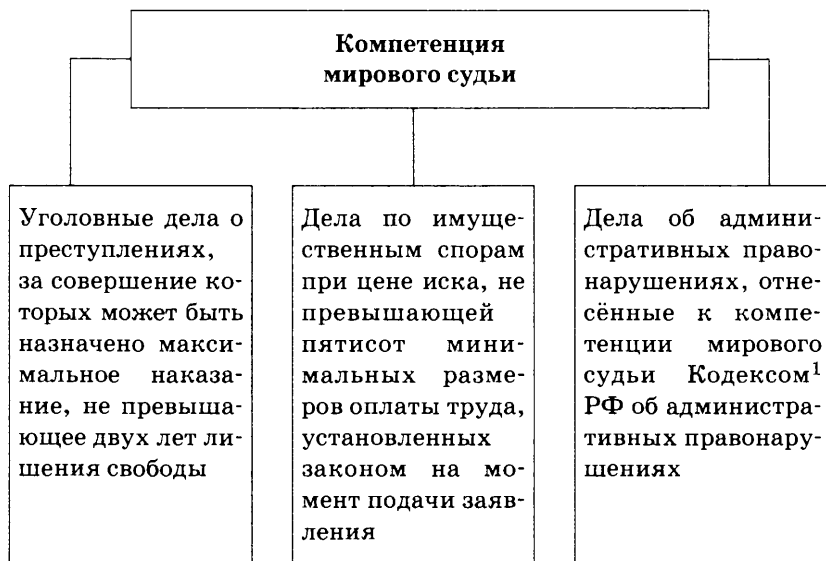 Компетенция
мирового судьи
Уголовные дела о
преступлениях,
за совершение ко-
торых может быть
назначено макси-
мальное наказа-
ние, не превыша-
ющее двух лет ли-
шения свободы
Дела по имуще-
ственным спорам
при цене иска, не
превышающей
пятисот мини-
мальных разме-
ров оплаты труда,
установленных
законом на мо-
мент подачи заяв-
ления
Дела об админи-
стративных право-
нарушениях, отне-
сённые к компе-
тенции мирового
судьи Кодексом¹
РФ об администра-
тивных правонару-
шениях